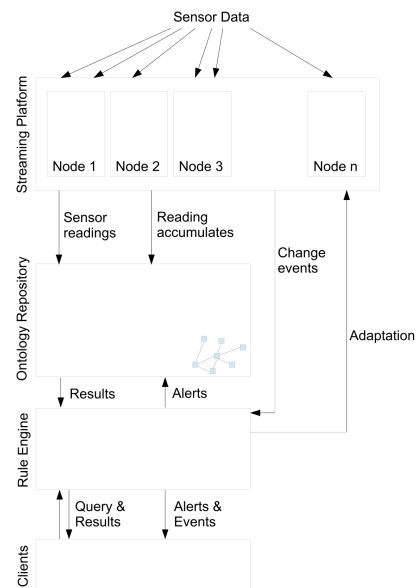 Sensor Data
Streaming Platform
Node 1
Node 2
Node 3
Node n
Sensor
readings
Reading
accumulates
Change
events
Adaptation
Ontology Repository
Results
Alerts
Rule Engine
Query &
Results
Alerts &
Events
Clients